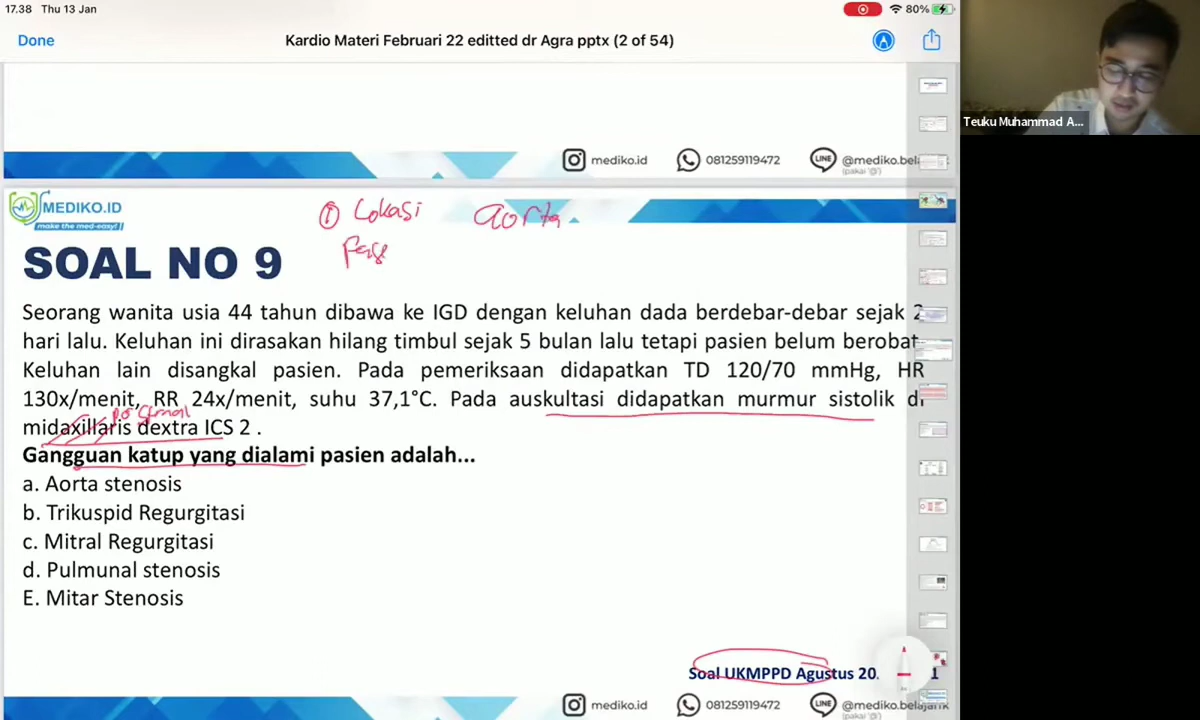 17.38 Thu 13 Jan
80%
Done
Kardio Materi Februari 22 editted dr Agra pptx (2 of 54)
Teuku Muhammad A...
mediko.id
081259119472
@mediko.bela
(pakai '@')
MEDIKO.ID
make the med-easy!
① Lokasi
aorta
fase
SOAL NO 9
Seorang wanita usia 44 tahun dibawa ke IGD dengan keluhan dada berdebar-debar sejak 2
hari lalu. Keluhan ini dirasakan hilang timbul sejak 5 bulan lalu tetapi pasien belum berobat
Keluhan lain disangkal pasien. Pada pemeriksaan didapatkan TD 120/70 mmHg, HR
130x/menit, RR 24x/menit, suhu 37,1°C. Pada auskultasi didapatkan murmur sistolik di
midaxillaris dextra ICS 2 .
Gangguan katup yang dialami pasien adalah...
a. Aorta stenosis
b. Trikuspid Regurgitasi
c. Mitral Regurgitasi
d. Pulmunal stenosis
E. Mitar Stenosis
Soal UKMPPD Agustus 20
1
mediko.id
081259119472
@mediko.belajar
(pakai '@')